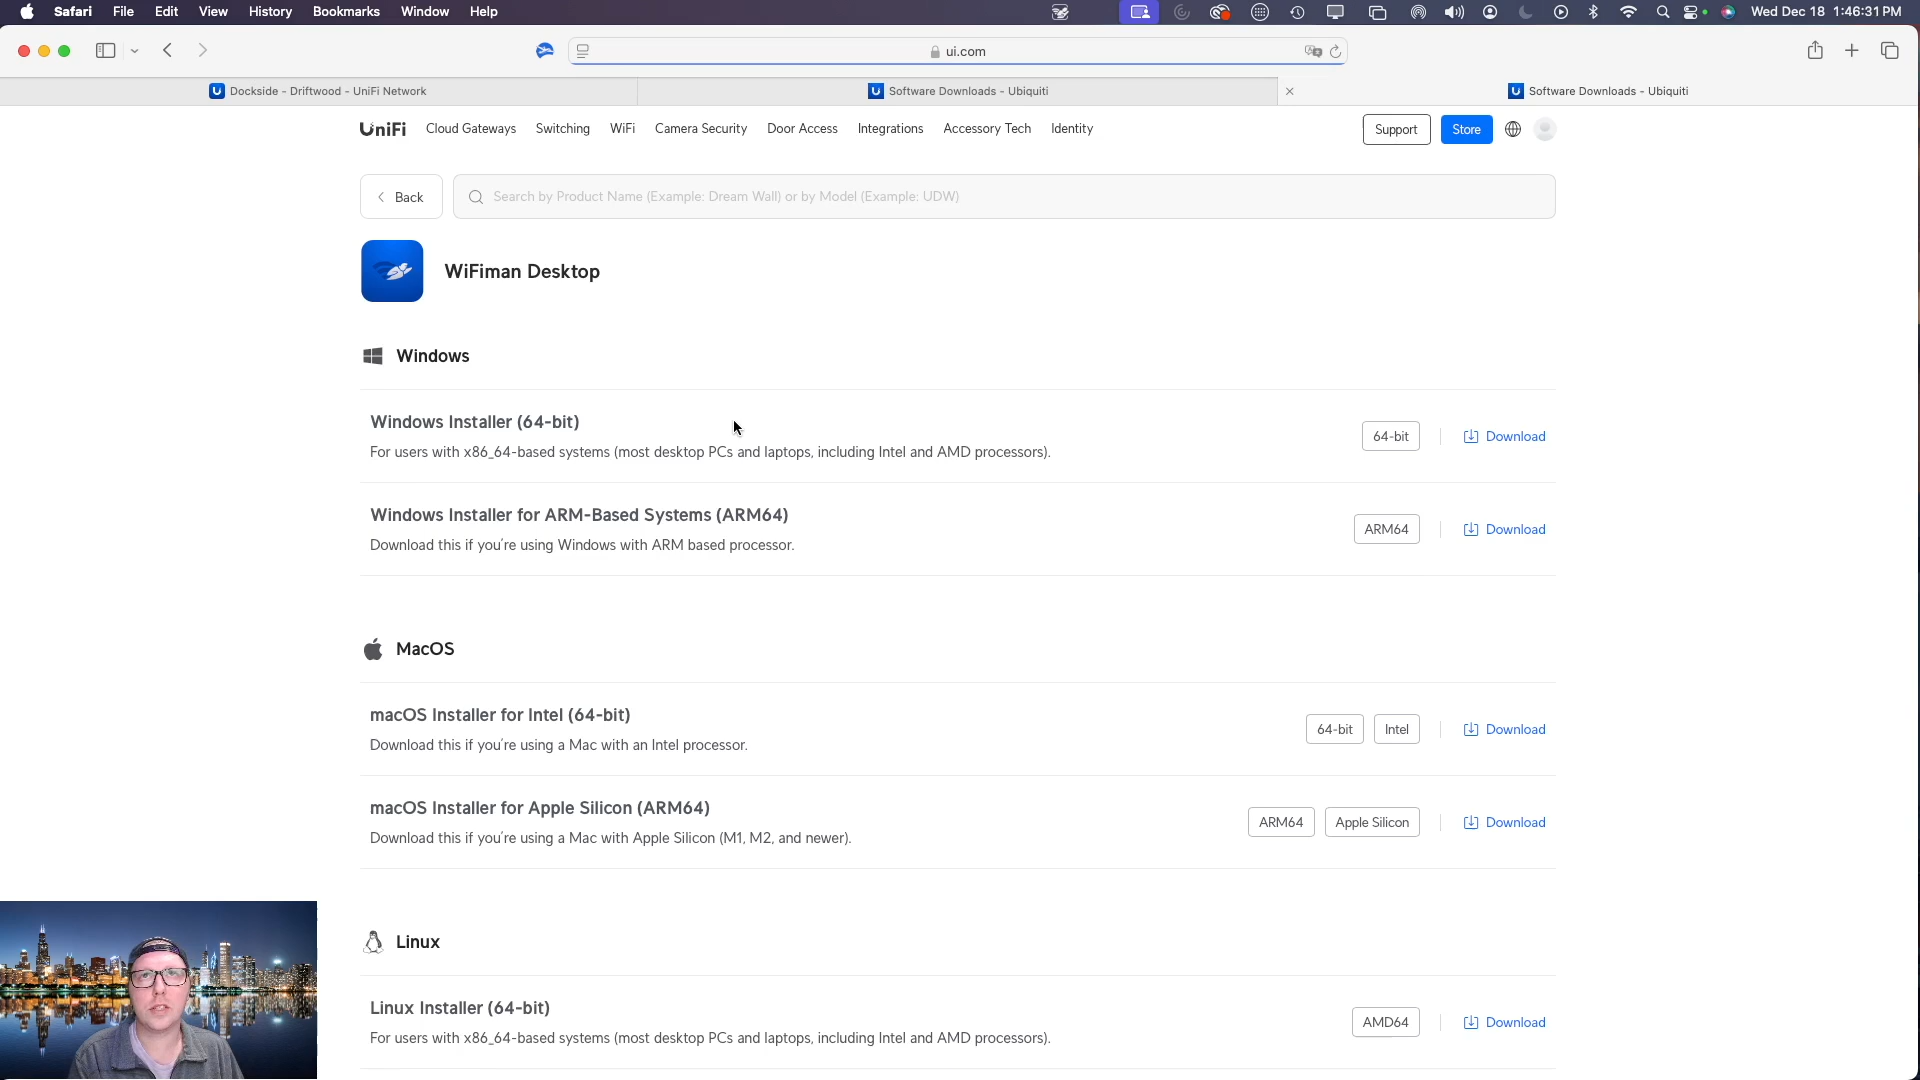 Safari File Edit View History Bookmarks Window Help Wed Dec 18 1:46:31 PM
ui.com
Dockside - Driftwood - UniFi Network
Software Downloads - Ubiquiti
Software Downloads - Ubiquiti
UniFi Cloud Gateways Switching WiFi Camera Security Door Access Integrations Accessory Tech Identity Support Store
Back
Search by Product Name (Example: Dream Wall) or by Model (Example: UDW)
WiFiman Desktop
Windows
Windows Installer (64-bit)
For users with x86_64-based systems (most desktop PCs and laptops, including Intel and AMD processors).
64-bit
Download
Windows Installer for ARM-Based Systems (ARM64)
Download this if you're using Windows with ARM based processor.
ARM64
Download
MacOS
macOS Installer for Intel (64-bit)
Download this if you're using a Mac with an Intel processor.
64-bit
Intel
Download
macOS Installer for Apple Silicon (ARM64)
Download this if you're using a Mac with Apple Silicon (M1, M2, and newer).
ARM64
Apple Silicon
Download
Linux
Linux Installer (64-bit)
For users with x86_64-based systems (most desktop PCs and laptops, including Intel and AMD processors).
AMD64
Download